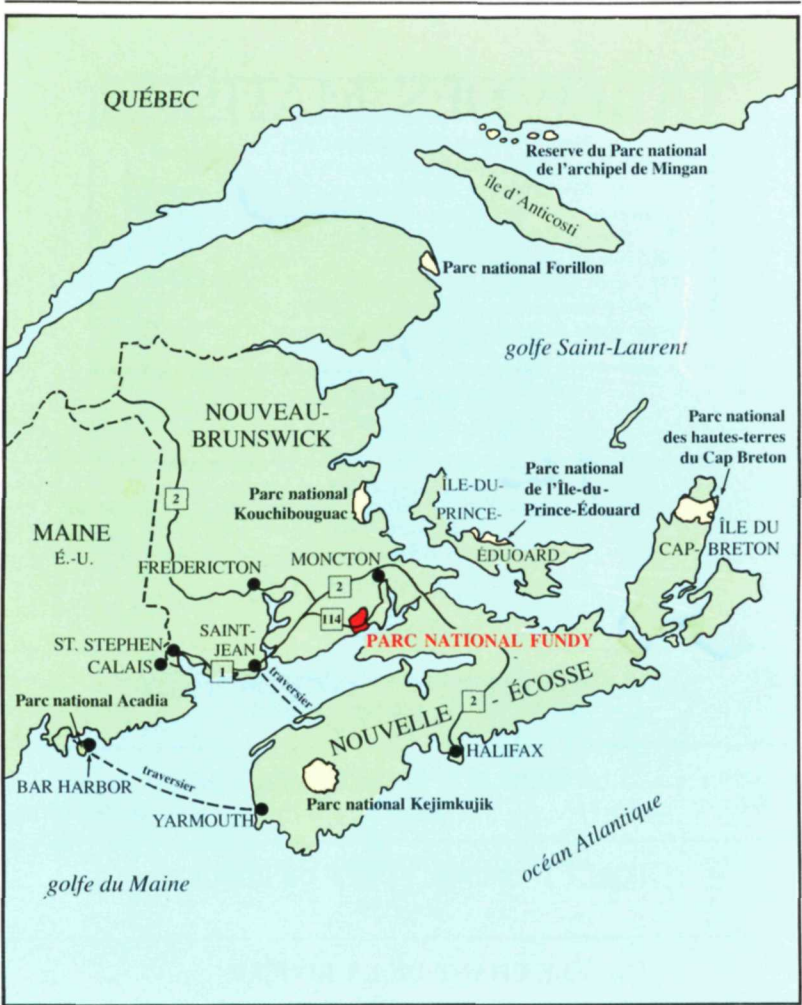 QUÉBEC
Reserve du Parc national
de l'archipel de Mingan
île d'Anticosti
Parc national Forillon
golfe Saint-Laurent
NOUVEAU-
BRUNSWICK
Parc national
des hautes-terres
du Cap Breton
Parc national
Kouchibouguac
2
ÎLE-DU-
PRINCE-
ÉDUOARD
Parc national
de l'Île-du-
Prince-Édouard
ÎLE DU
CAP-BRETON
MAINE
É.-U.
FREDERICTON
MONCTON
2
114
PARC NATIONAL FUNDY
ST. STEPHEN
CALAIS
SAINT-
JEAN
1
traversier
Parc national Acadia
NOUVELLE - ÉCOSSE
2
HALIFAX
BAR HARBOR
traversier
YARMOUTH
Parc national Kejimkujik
océan Atlantique
golfe du Maine